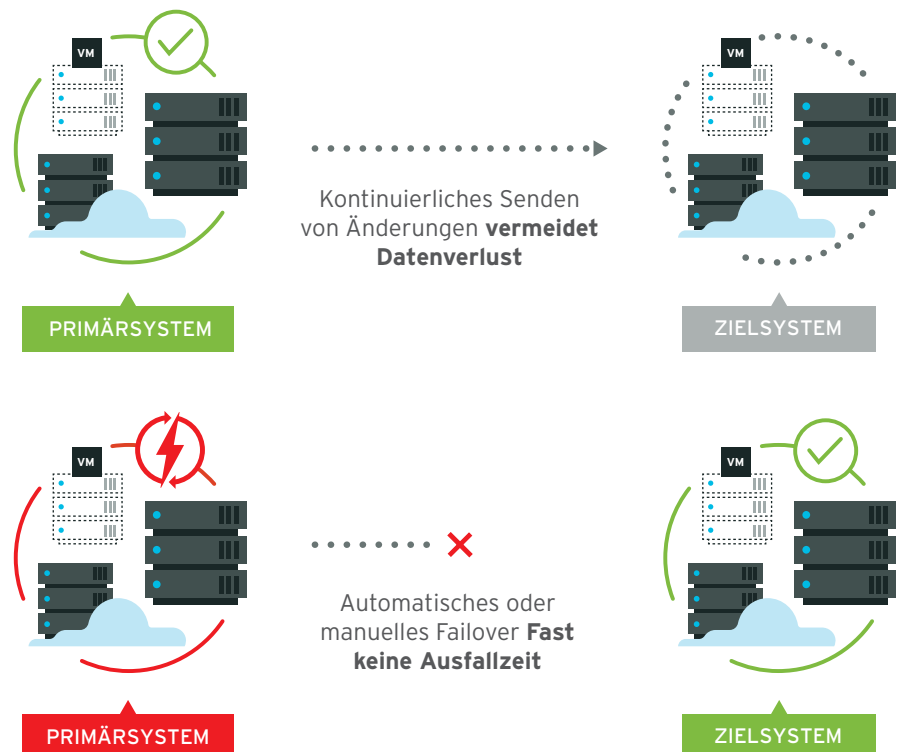 VM
VM
Kontinuierliches Senden
von Änderungen vermeidet
Datenverlust
PRIMÄRSYSTEM
ZIELSYSTEM
VM
VM
Automatisches oder
manuelles Failover Fast
keine Ausfallzeit
PRIMÄRSYSTEM
ZIELSYSTEM